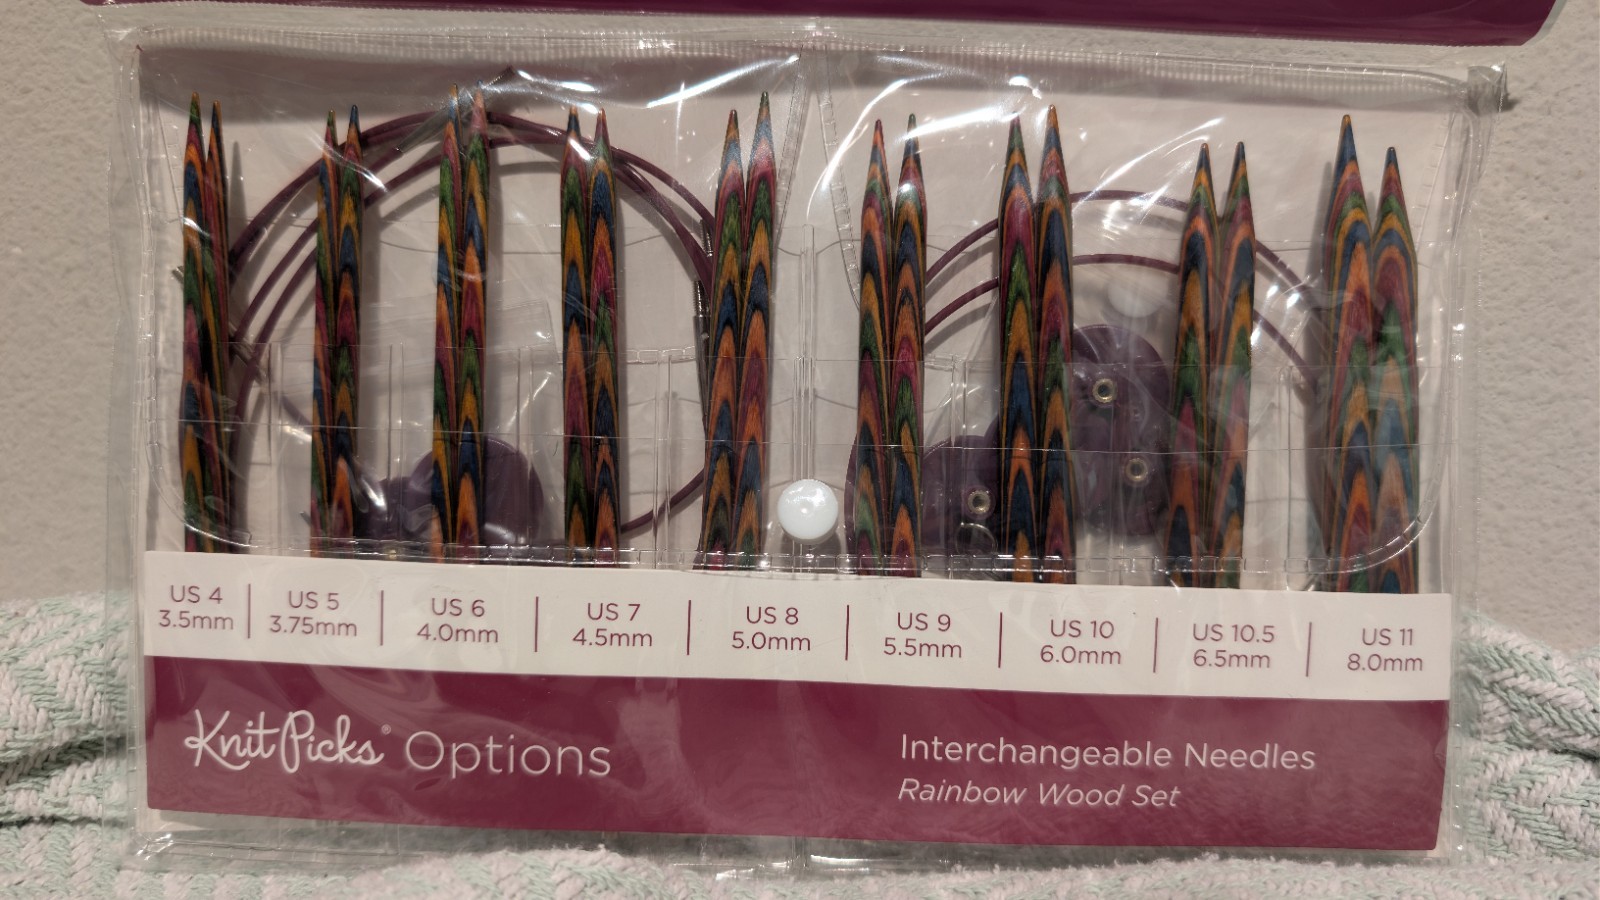 US 4
3.5mm
US 5
3.75mm
US 6
4.0mm
US 7
4.5mm
US 8
5.0mm
US 9
5.5mm
US 10
6.0mm
US 10.5
6.5mm
US 11
8.0mm
KnitPicks® Options
Interchangeable Needles
Rainbow Wood Set